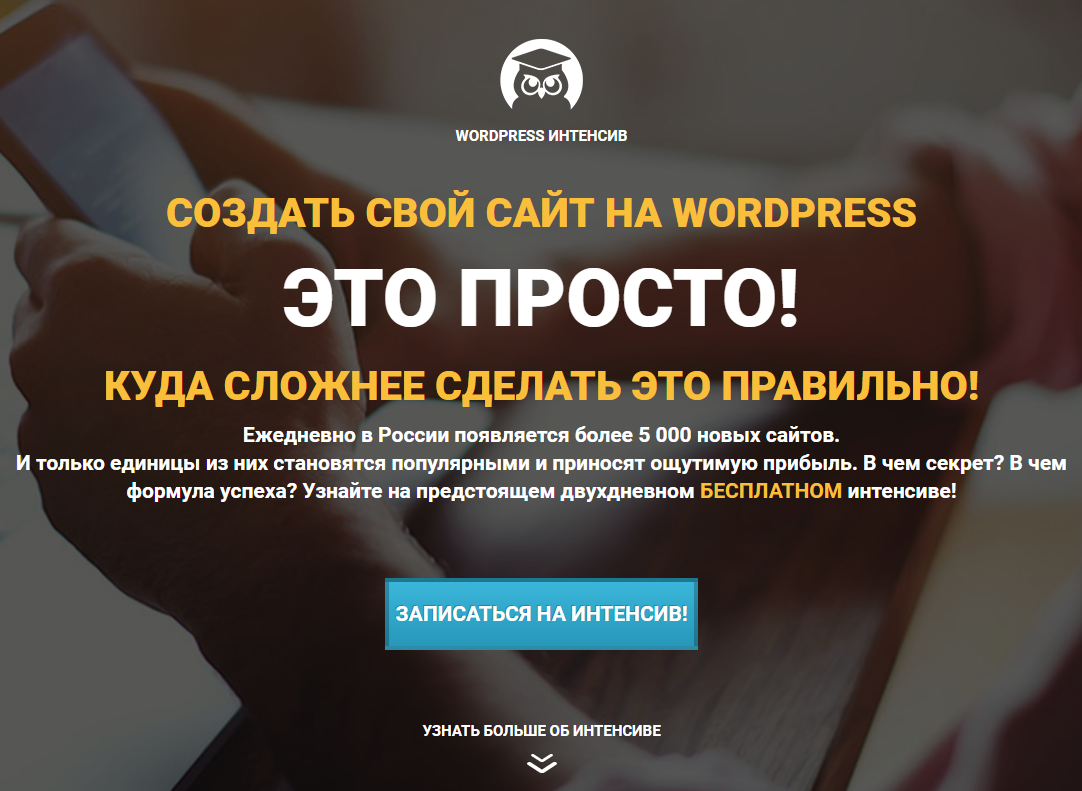 WORDPRESS ИНТЕНСИВ
СОЗДАТЬ СВОЙ САЙТ НА WORDPRESS
ЭТО ПРОСТО!
КУДА СЛОЖНЕЕ СДЕЛАТЬ ЭТО ПРАВИЛЬНО!
Ежедневно в России появляется более 5 000 новых сайтов.
И только единицы из них становятся популярными и приносят ощутимую прибыль. В чем секрет? В чем
формула успеха? Узнайте на предстоящем двухдневном БЕСПЛАТНОМ интенсиве!
ЗАПИСАТЬСЯ НА ИНТЕНСИВ!
УЗНАТЬ БОЛЬШЕ ОБ ИНТЕНСИВЕ